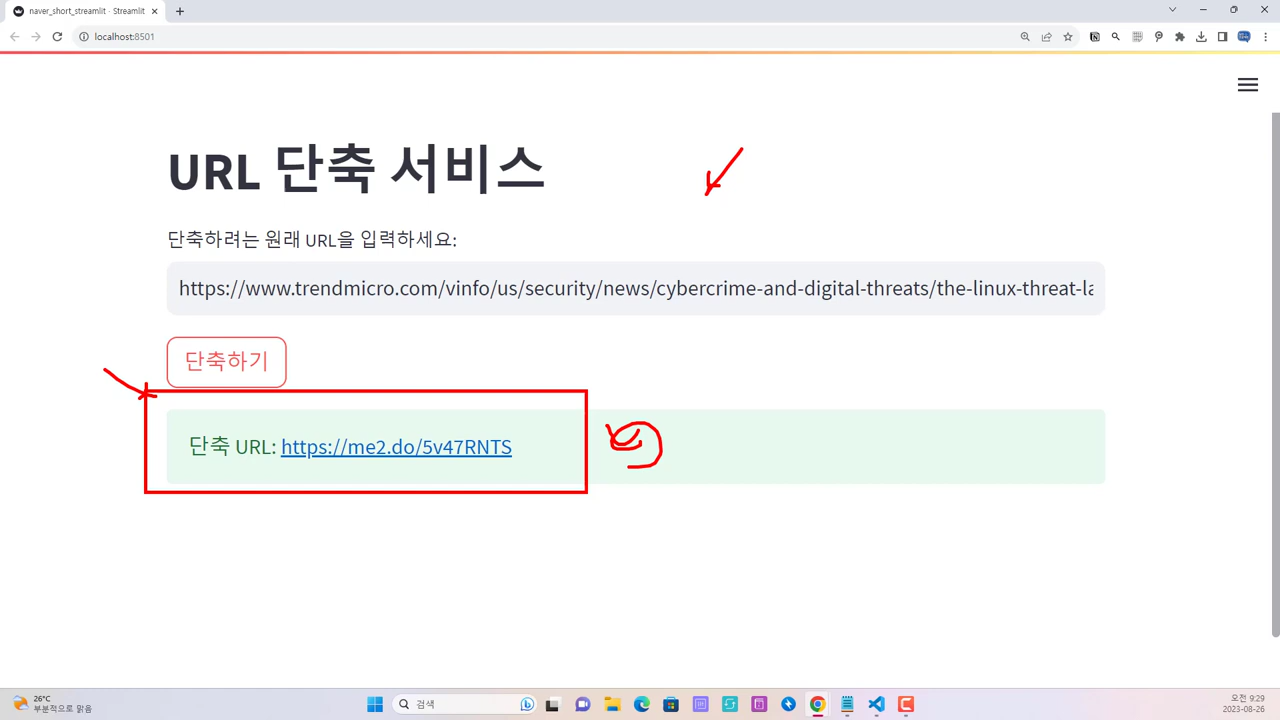 naver_short_streamlit · Streamlit
localhost:8501
URL 단축 서비스
단축하려는 원래 URL을 입력하세요:
https://www.trendmicro.com/vinfo/us/security/news/cybercrime-and-digital-threats/the-linux-threat-la
단축하기
단축 URL: https://me2.do/5v47RNTS
26°C
부분적으로 맑음
검색
오전 9:29
2023-08-26